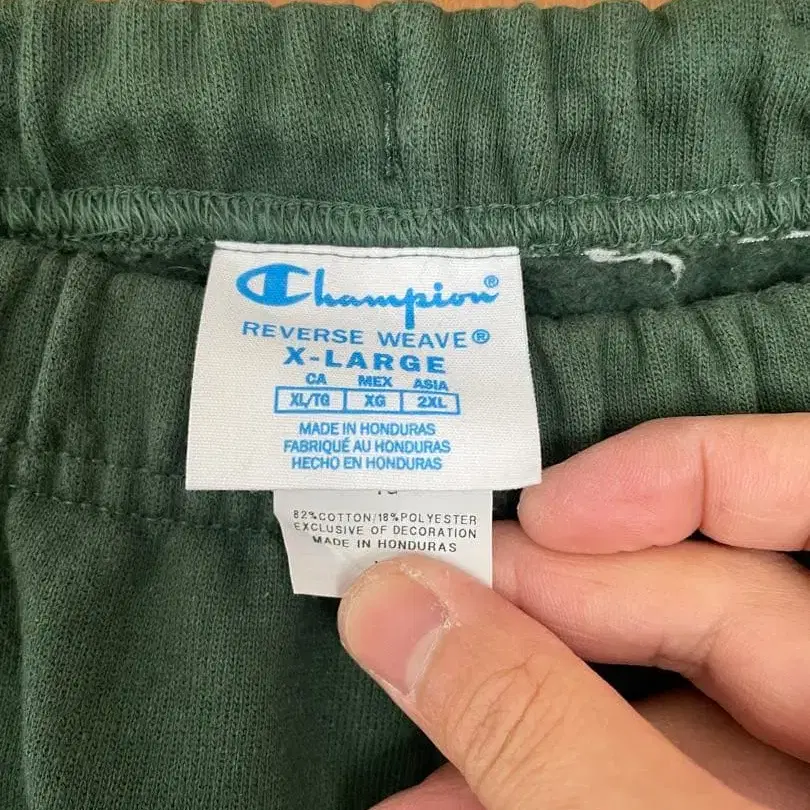 Champion®
REVERSE WEAVE®
X-LARGE
CA MEX ASIA
XL/TG XG 2XL
MADE IN HONDURAS
FABRIQUÉ AU HONDURAS
HECHO EN HONDURAS
82%COTTON/18%POLYESTER
EXCLUSIVE OF DECORATION
MADE IN HONDURAS